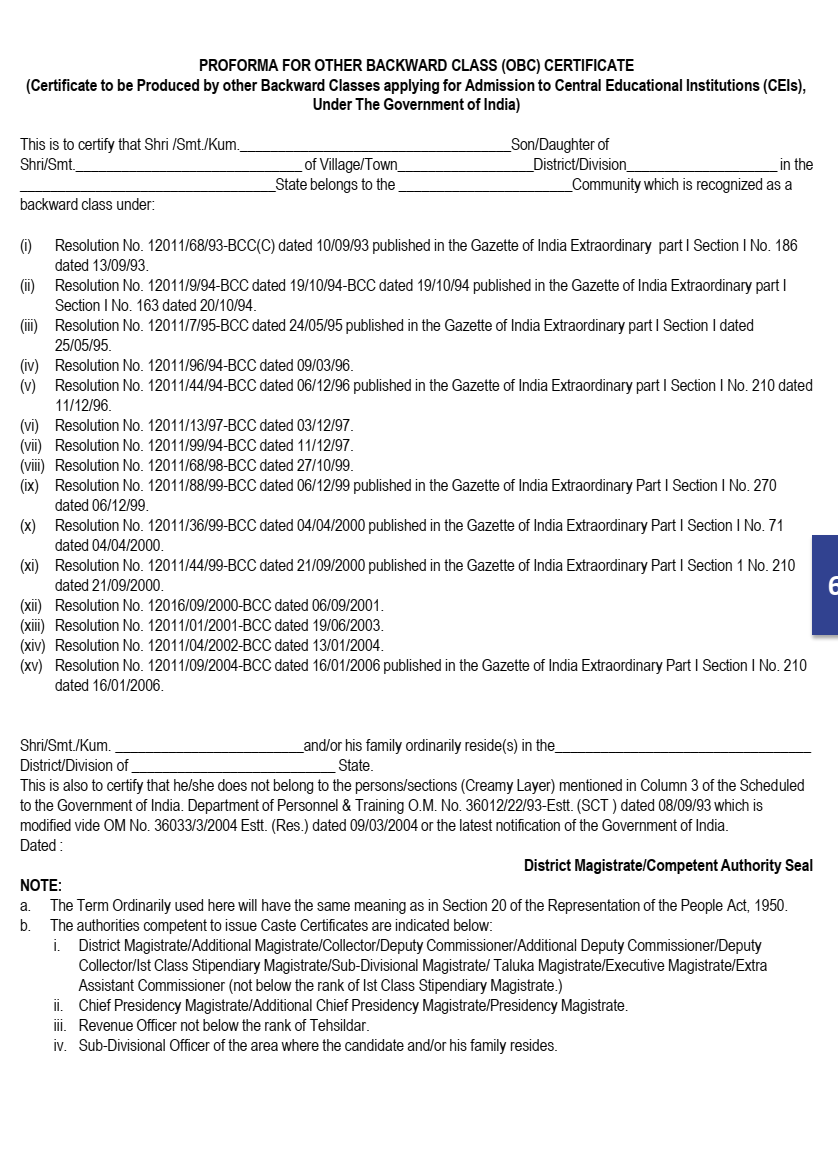 PROFORMA FOR OTHER BACKWARD CLASS (OBC) CERTIFICATE
(Certificate to be Produced by other Backward Classes applying for Admission to Central Educational Institutions (CEIs),
Under The Government of India)
This is to certify that Shri /Smt./Kum.__________________________________Son/Daughter of
Shri/Smt.____________________________ of Village/Town_________________District/Division___________________ in the
________________________________State belongs to the ______________________Community which is recognized as a
backward class under:
(i) Resolution No. 12011/68/93-BCC(C) dated 10/09/93 published in the Gazette of India Extraordinary part I Section I No. 186
dated 13/09/93.
(ii) Resolution No. 12011/9/94-BCC dated 19/10/94-BCC dated 19/10/94 published in the Gazette of India Extraordinary part I
Section I No. 163 dated 20/10/94.
(iii) Resolution No. 12011/7/95-BCC dated 24/05/95 published in the Gazette of India Extraordinary part I Section I dated
25/05/95.
(iv) Resolution No. 12011/96/94-BCC dated 09/03/96.
(v) Resolution No. 12011/44/94-BCC dated 06/12/96 published in the Gazette of India Extraordinary part I Section I No. 210 dated
11/12/96.
(vi) Resolution No. 12011/13/97-BCC dated 03/12/97.
(vii) Resolution No. 12011/99/94-BCC dated 11/12/97.
(viii) Resolution No. 12011/68/98-BCC dated 27/10/99.
(ix) Resolution No. 12011/88/99-BCC dated 06/12/99 published in the Gazette of India Extraordinary Part I Section I No. 270
dated 06/12/99.
(x) Resolution No. 12011/36/99-BCC dated 04/04/2000 published in the Gazette of India Extraordinary Part I Section I No. 71
dated 04/04/2000.
(xi) Resolution No. 12011/44/99-BCC dated 21/09/2000 published in the Gazette of India Extraordinary Part I Section 1 No. 210
dated 21/09/2000.
(xii) Resolution No. 12016/09/2000-BCC dated 06/09/2001.
(xiii) Resolution No. 12011/01/2001-BCC dated 19/06/2003.
(xiv) Resolution No. 12011/04/2002-BCC dated 13/01/2004.
(xv) Resolution No. 12011/09/2004-BCC dated 16/01/2006 published in the Gazette of India Extraordinary Part I Section I No. 210
dated 16/01/2006.
6
Shri/Smt./Kum. _______________________and/or his family ordinarily reside(s) in the________________________________
District/Division of _________________________ State.
This is also to certify that he/she does not belong to the persons/sections (Creamy Layer) mentioned in Column 3 of the Scheduled
to the Government of India. Department of Personnel & Training O.M. No. 36012/22/93-Estt. (SCT ) dated 08/09/93 which is
modified vide OM No. 36033/3/2004 Estt. (Res.) dated 09/03/2004 or the latest notification of the Government of India.
Dated :
District Magistrate/Competent Authority Seal
NOTE:
a. The Term Ordinarily used here will have the same meaning as in Section 20 of the Representation of the People Act, 1950.
b. The authorities competent to issue Caste Certificates are indicated below:
i. District Magistrate/Additional Magistrate/Collector/Deputy Commissioner/Additional Deputy Commissioner/Deputy
Collector/Ist Class Stipendiary Magistrate/Sub-Divisional Magistrate/ Taluka Magistrate/Executive Magistrate/Extra
Assistant Commissioner (not below the rank of Ist Class Stipendiary Magistrate.)
ii. Chief Presidency Magistrate/Additional Chief Presidency Magistrate/Presidency Magistrate.
iii. Revenue Officer not below the rank of Tehsildar.
iv. Sub-Divisional Officer of the area where the candidate and/or his family resides.